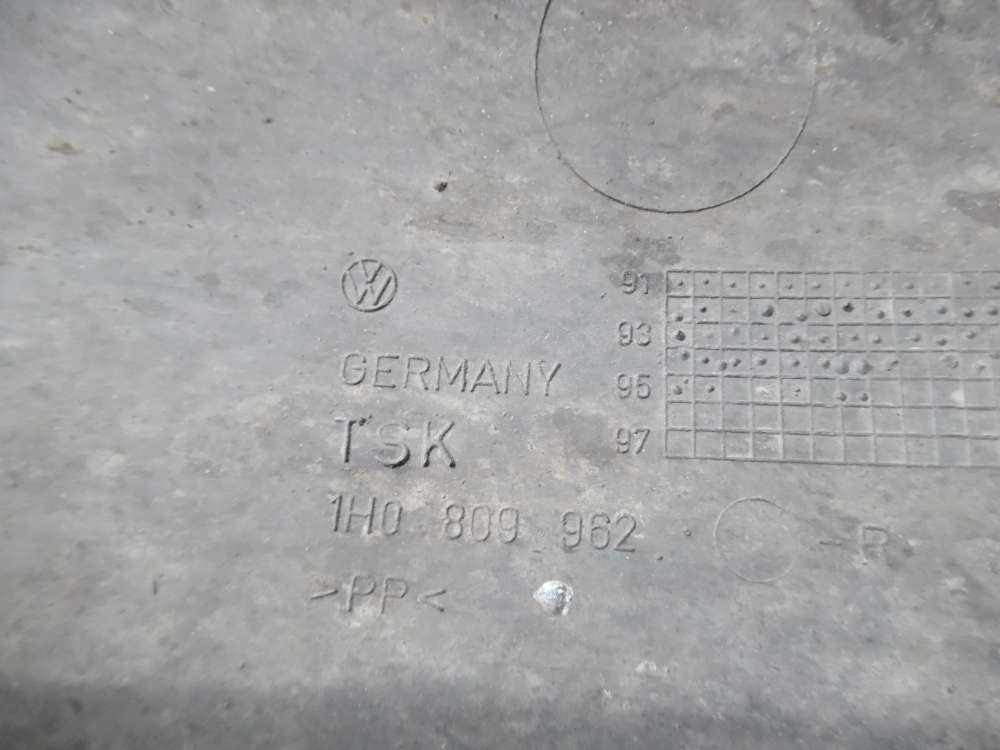 VW
GERMANY
TSK
1H0 809 962 -R
>PP<
91
93
95
97